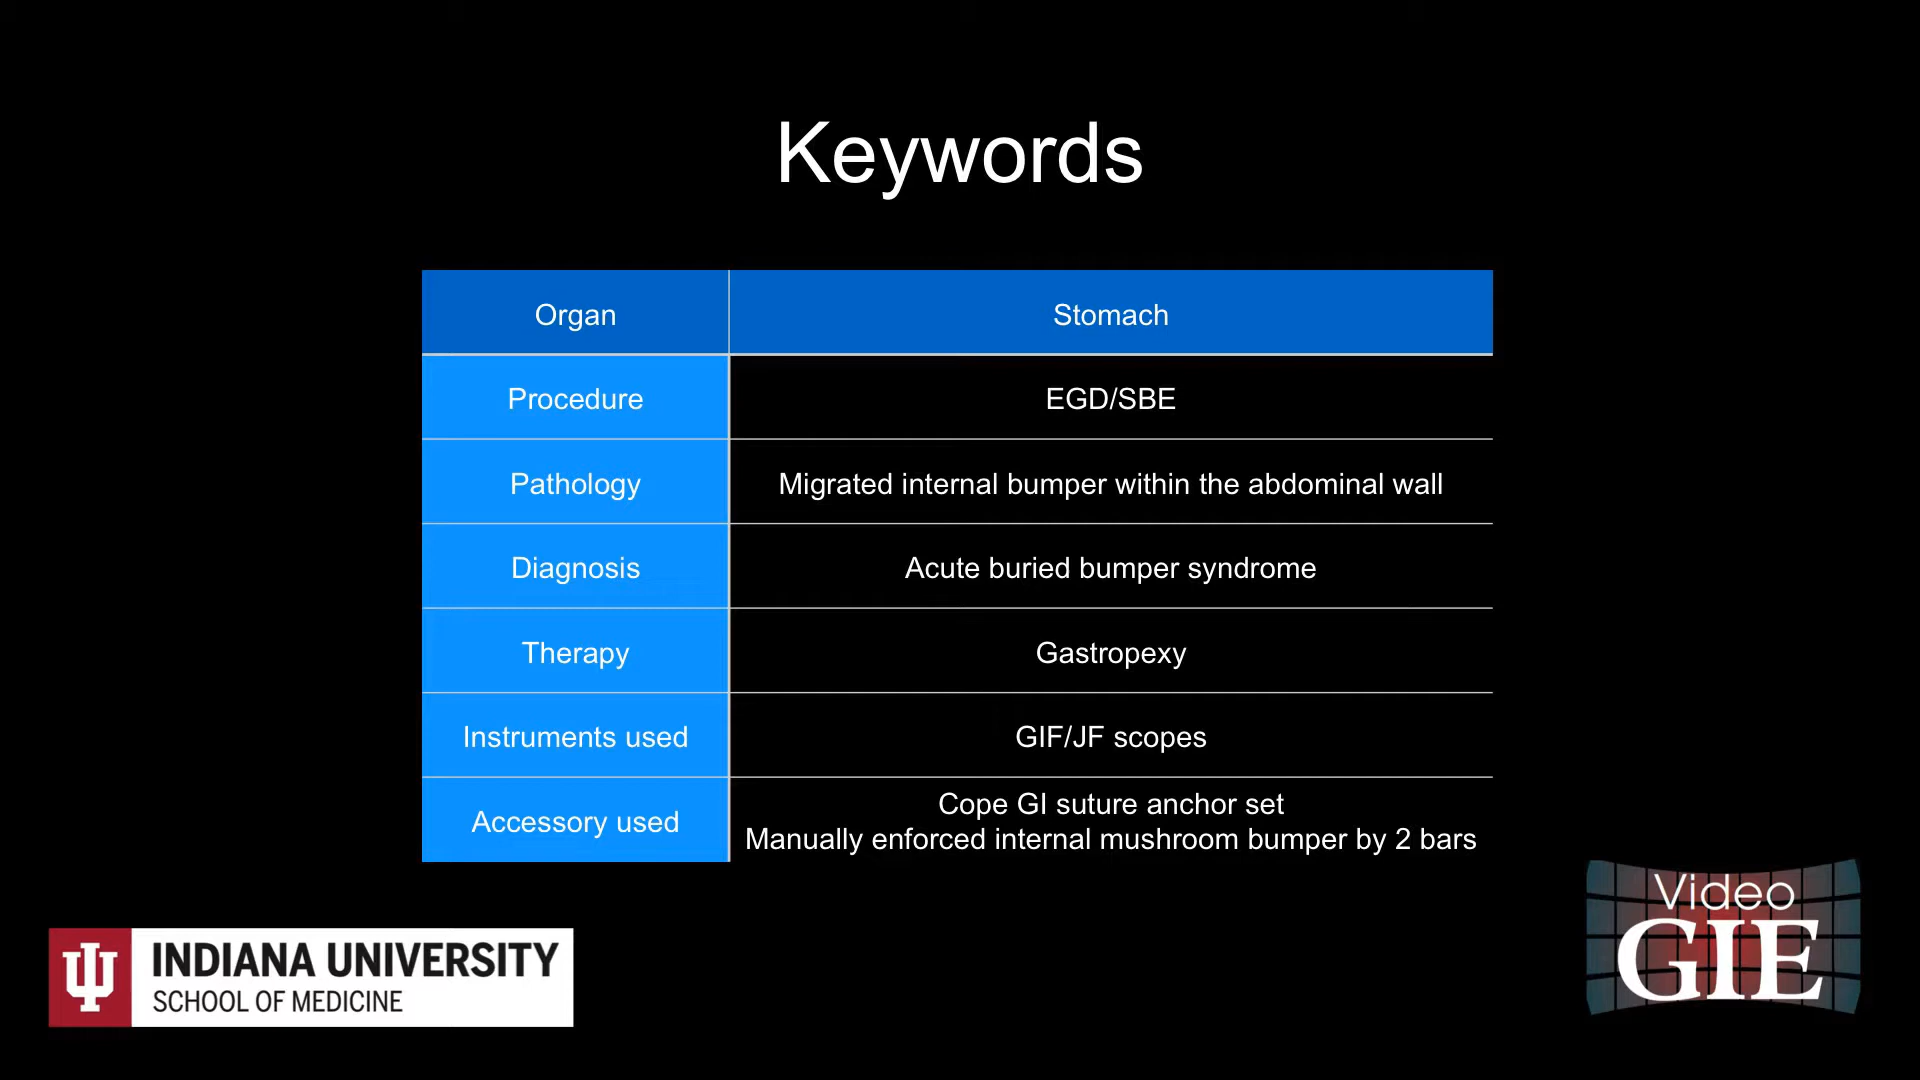 Keywords
Organ Stomach
Procedure EGD/SBE
Pathology Migrated internal bumper within the abdominal wall
Diagnosis Acute buried bumper syndrome
Therapy Gastropexy
Instruments used GIF/JF scopes
Accessory used Cope GI suture anchor set
Manually enforced internal mushroom bumper by 2 bars
INDIANA UNIVERSITY
SCHOOL OF MEDICINE
Video
GIE